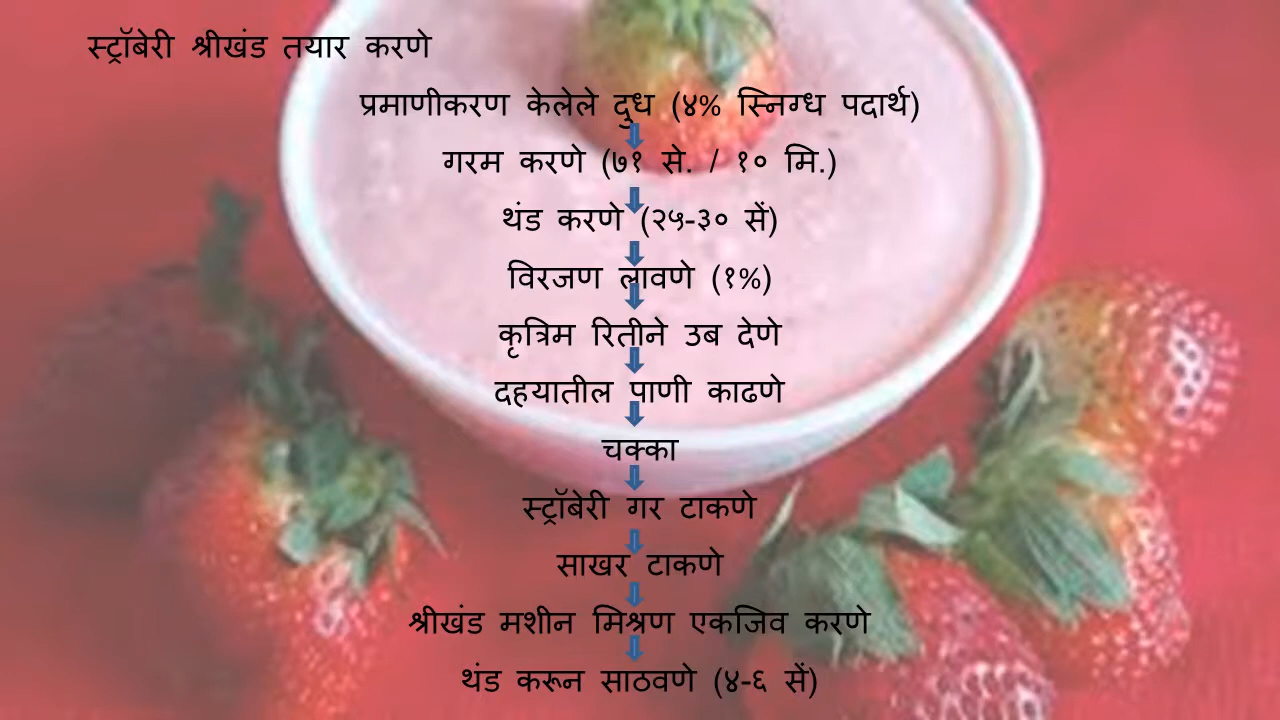 स्ट्रॉबेरी श्रीखंड तयार करणे
प्रमाणीकरण केलेले दुध (४% स्निग्ध पदार्थ)
गरम करणे (७१ से. / १० मि.)
थंड करणे (२५-३० सें)
विरजण लावणे (१%)
कृत्रिम रितीने उब देणे
दहयातील पाणी काढणे
चक्का
स्ट्रॉबेरी गर टाकणे
साखर टाकणे
श्रीखंड मशीन मिश्रण एकजिव करणे
थंड करून साठवणे (४-६ सें)